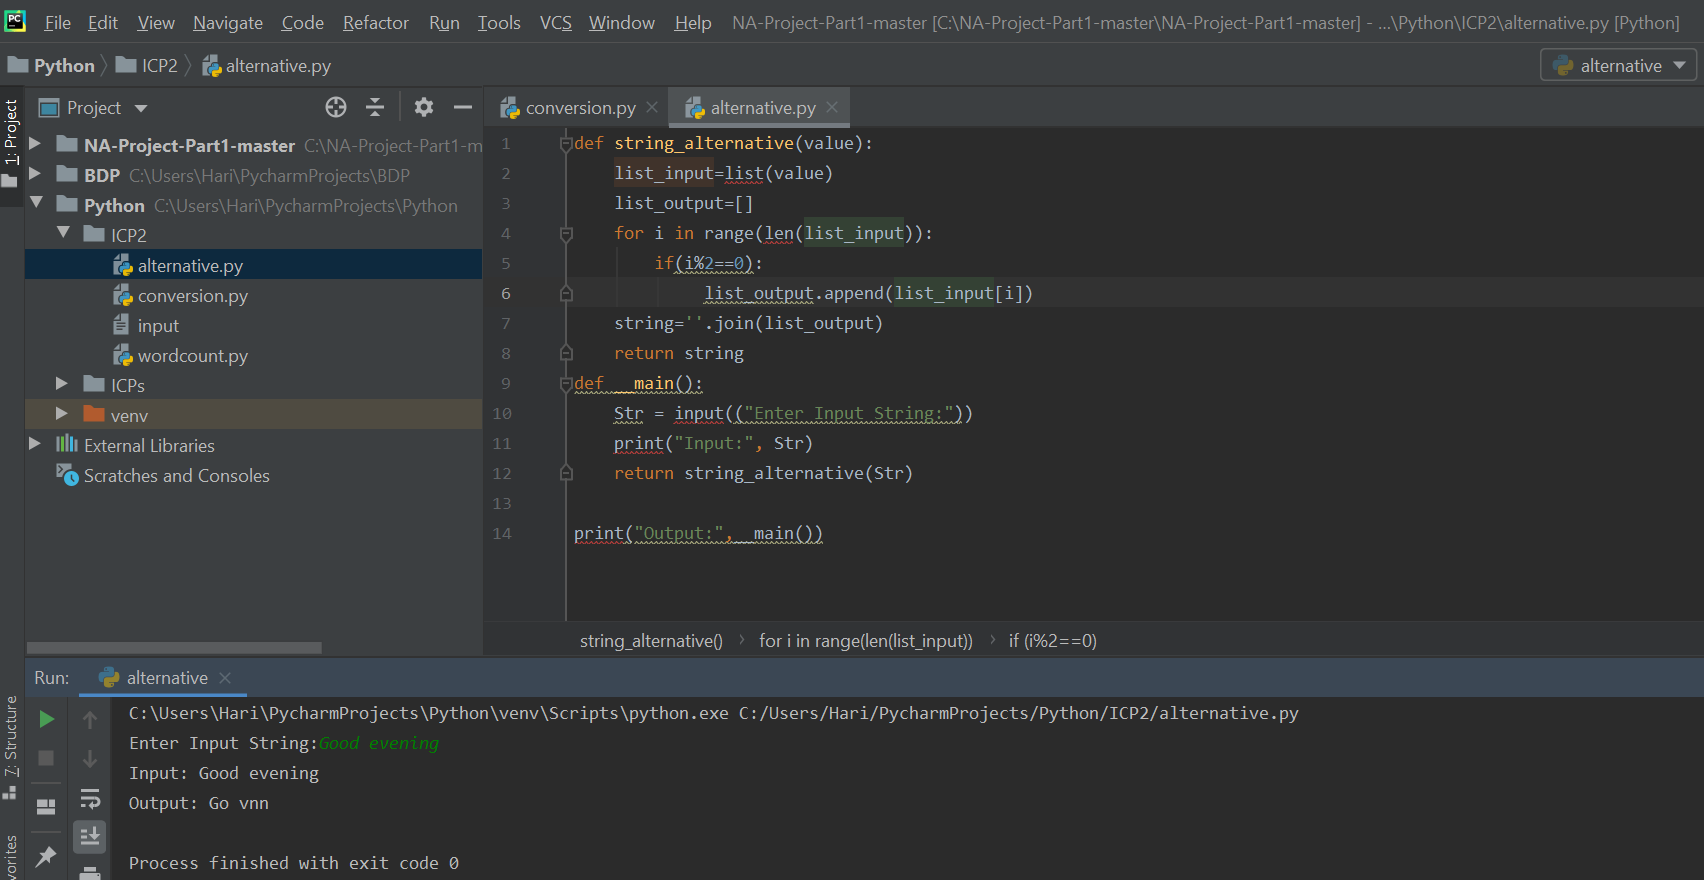 PC File Edit View Navigate Code Refactor Run Tools VCS Window Help NA-Project-Part1-master [C:\NA-Project-Part1-master\NA-Project-Part1-master] - ...\Python\ICP2\alternative.py [Python]
Python ICP2 alternative.py alternative
1: Project
Project
NA-Project-Part1-master C:\NA-Project-Part1-m
BDP C:\Users\Hari\PycharmProjects\BDP
Python C:\Users\Hari\PycharmProjects\Python
ICP2
alternative.py
conversion.py
input
wordcount.py
ICPs
venv
External Libraries
Scratches and Consoles
conversion.py alternative.py
1 def string_alternative(value):
2 list_input=list(value)
3 list_output=[]
4 for i in range(len(list_input)):
5 if(i%2==0):
6 list_output.append(list_input[i])
7 string=''.join(list_output)
8 return string
9 def __main():
10 Str = input(("Enter Input String:"))
11 print("Input:", Str)
12 return string_alternative(Str)
13
14 print("Output:",__main())
string_alternative() for i in range(len(list_input)) if (i%2==0)
Run: alternative
7: Structure
vorites
C:\Users\Hari\PycharmProjects\Python\venv\Scripts\python.exe C:/Users/Hari/PycharmProjects/Python/ICP2/alternative.py
Enter Input String:Good evening
Input: Good evening
Output: Go vnn
Process finished with exit code 0